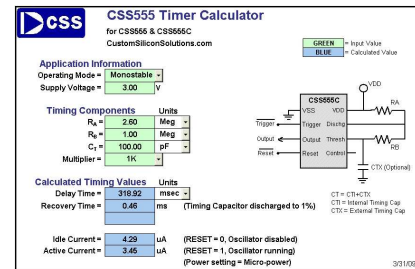 CSS
CSS555 Timer Calculator
for CSS555 & CSS555C
CustomSiliconSolutions.com
GREEN = Input Value
BLUE = Calculated Value
Application Information
Operating Mode = Monostable
Supply Voltage = 3.00 V
Timing Components Units
RA = 2.60 Meg
RB = 1.00 Meg
CT = 100.00 pF
Multiplier = 1K
VDD
CSS555C
VSS VDD
RA
Trigger Trigger Dischg
Output Output Thresh
RB
Reset Reset Control
CTX (Optional)
CT = CTI+CTX
CTI = Internal Timing Cap
CTX = External Timing Cap
Calculated Timing Values Units
Delay Time = 318.92 msec
Recovery Time = 0.46 ms (Timing Capacitor discharged to 1%)
Idle Current = 4.29 uA (RESET = 0, Oscillator disabled)
Active Current = 3.45 uA (RESET = 1, Oscillator running)
(Power setting = Micro-power)
3/31/09